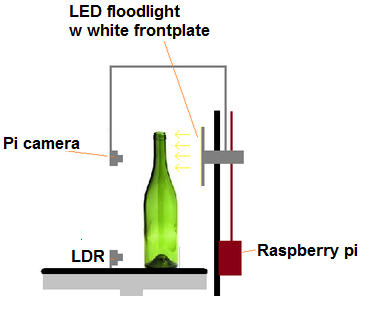 LED floodlight
w white frontplate
Pi camera
LDR
Raspberry pi